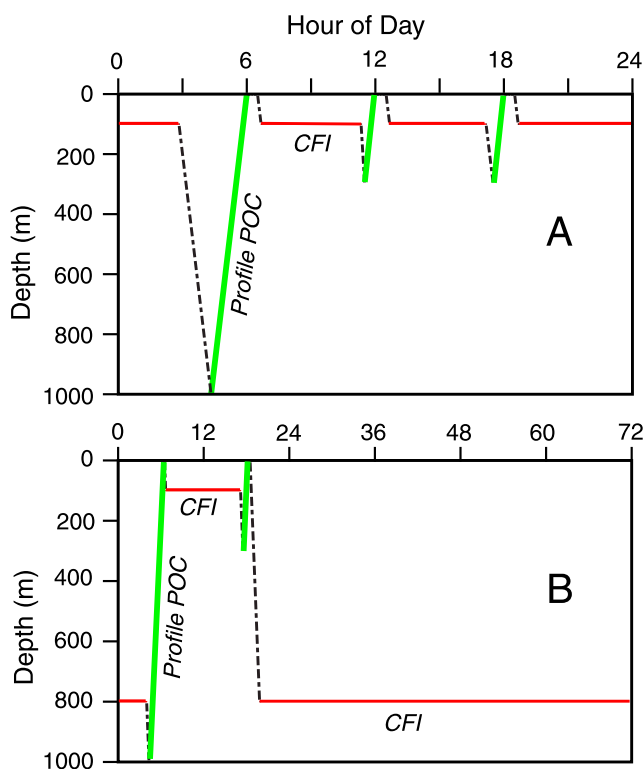 Hour of Day
0 6 12 18 24
0
200
400
600
800
1000
Depth (m)
CFI
Profile POC
A
0 12 24 36 48 60 72
0
200
400
600
800
1000
Depth (m)
CFI
Profile POC
B
CFI